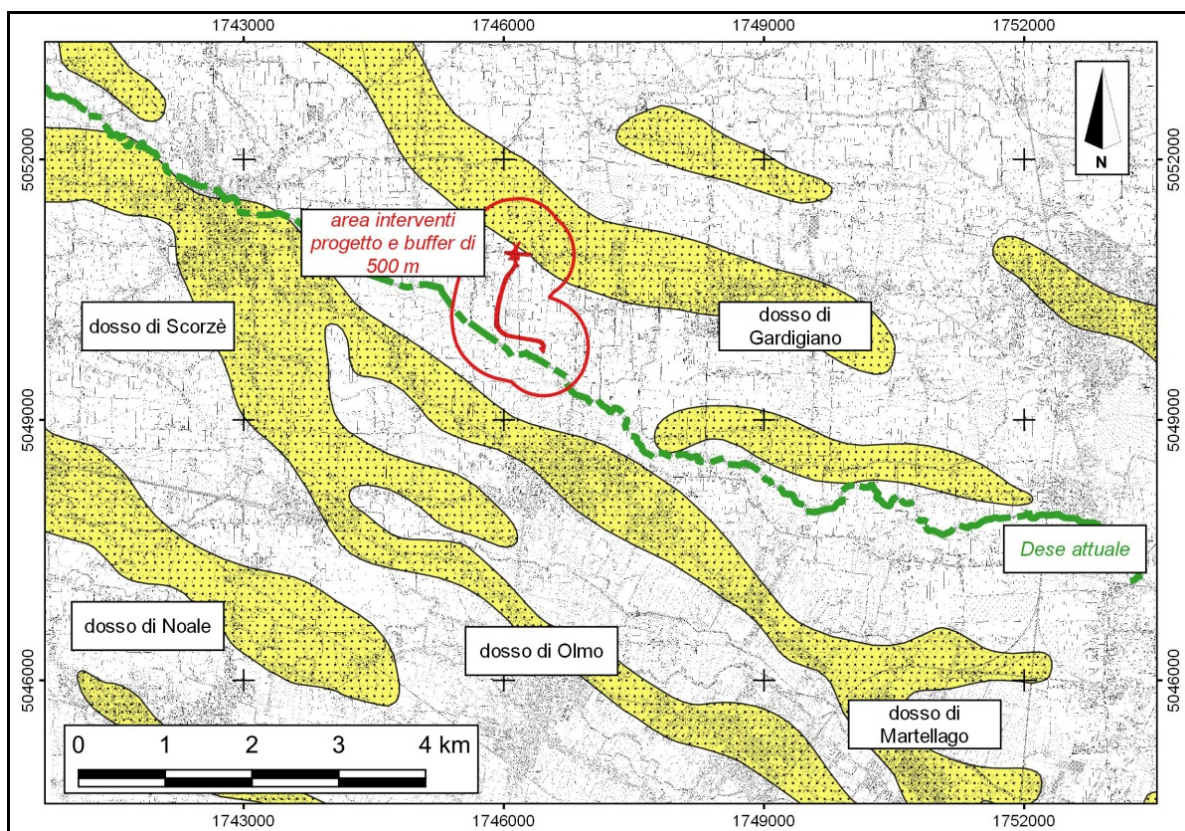 1743000
1746000
1749000
1752000
N
5052000
5052000
area interventi
progetto e buffer di
500 m
dosso di Scorzè
dosso di
Gardigiano
5049000
5049000
Dese attuale
dosso di Noale
dosso di Olmo
5046000
5046000
dosso di
Martellago
0 1 2 3 4 km
1743000
1746000
1749000
1752000